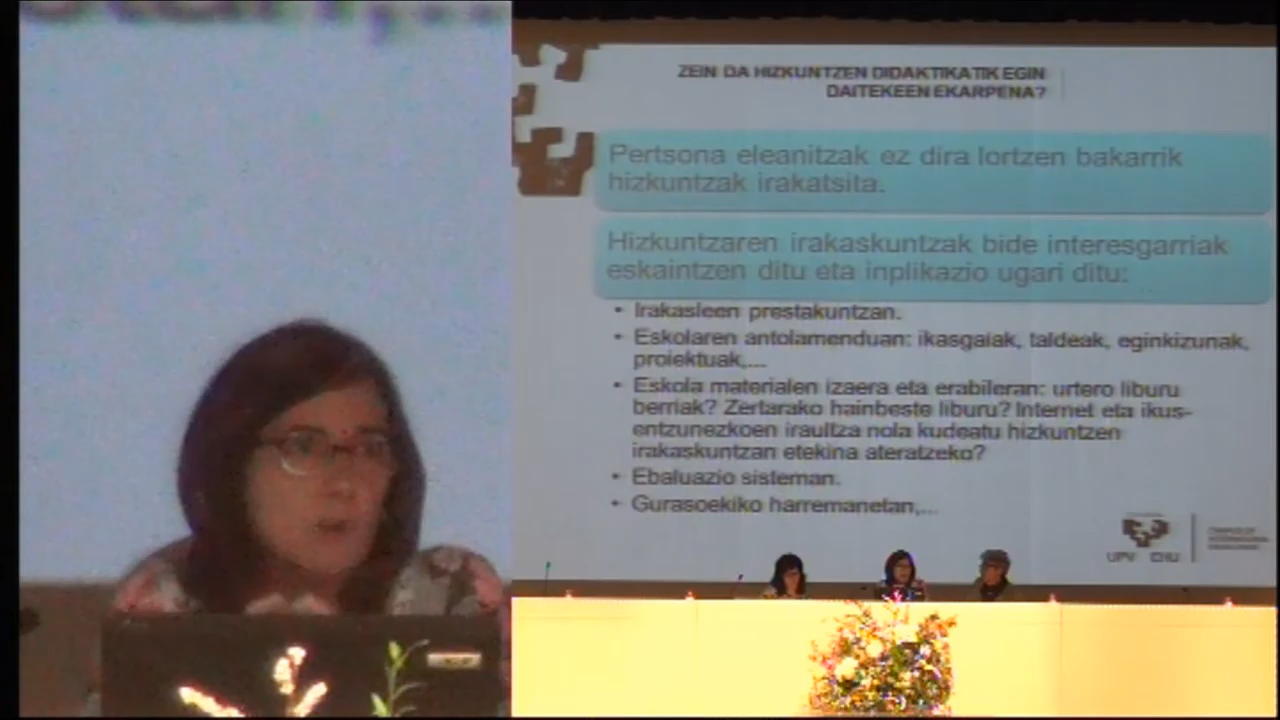 ZEIN DA HIZKUNTZEN DIDAKTIKATIK EGIN
DAITEKEEN EKARPENA?
Pertsona eleanitzak ez dira lortzen bakarrik
hizkuntzak irakatsita.
Hizkuntzaren irakaskuntzak bide interesgarriak
eskaintzen ditu eta inplikazio ugari ditu:
• Irakasleen prestakuntzan.
• Eskolaren antolamenduan: ikasgaiak, taldeak, eginkizunak,
proiektuak,...
• Eskola materialen izaera eta erabileran: urtero liburu
berriak? Zertarako hainbeste liburu? Internet eta ikus-
entzunezkoen iraultza nola kudeatu hizkuntzen
irakaskuntzan etekina ateratzeko?
• Ebaluazio sisteman.
• Gurasoekiko harremanetan,...
UPV EHU